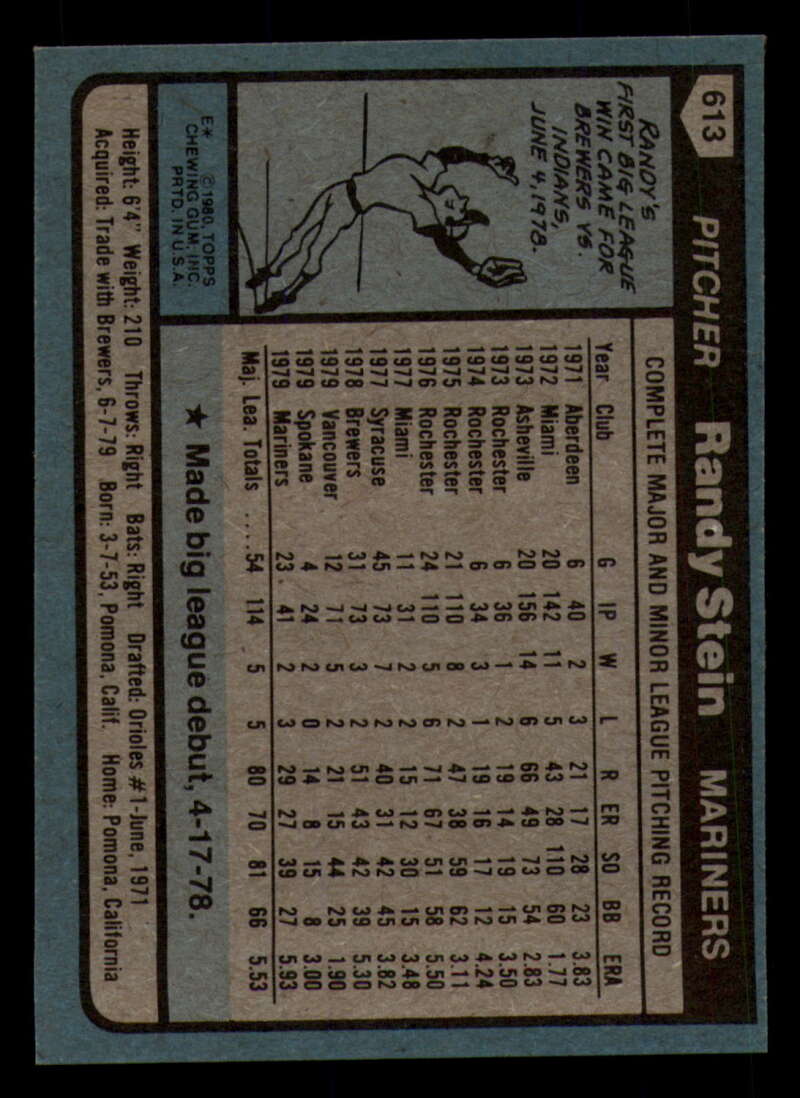 613 PITCHER Randy Stein MARINERS
RANDY'S
FIRST BIG LEAGUE
WIN CAME FOR
BREWERS VS.
INDIANS,
JUNE 4, 1978.
E* ©1980, TOPPS
CHEWING GUM, INC.
PRTD. IN U.S.A.
COMPLETE MAJOR AND MINOR LEAGUE PITCHING RECORD
Year Club G IP W L R ER SO BB ERA
1971 Aberdeen 6 40 2 3 21 17 28 23 3.83
1972 Miami 20 142 11 5 43 28 110 60 1.77
1973 Asheville 20 156 14 6 66 49 73 54 2.83
1973 Rochester 6 36 1 2 19 14 19 15 3.50
1974 Rochester 6 34 3 1 19 16 17 12 4.24
1975 Rochester 21 110 8 2 47 38 59 62 3.11
1976 Rochester 24 110 5 6 71 67 51 58 5.50
1977 Miami 11 31 2 2 15 12 30 15 3.48
1977 Syracuse 45 73 7 2 40 31 42 45 3.82
1978 Brewers 31 73 3 2 51 43 42 39 5.30
1979 Vancouver 12 71 5 2 21 15 44 25 1.90
1979 Spokane 4 24 2 0 14 8 15 8 3.00
1979 Mariners 23 41 2 3 29 27 39 27 5.93
Maj. Lea. Totals .....54 114 5 5 80 70 81 66 5.53
★ Made big league debut, 4-17-78.
Height: 6'4" Weight: 210 Throws: Right Bats: Right Drafted: Orioles #1-June, 1971
Acquired: Trade with Brewers, 6-7-79 Born: 3-7-53, Pomona, Calif. Home: Pomona, California